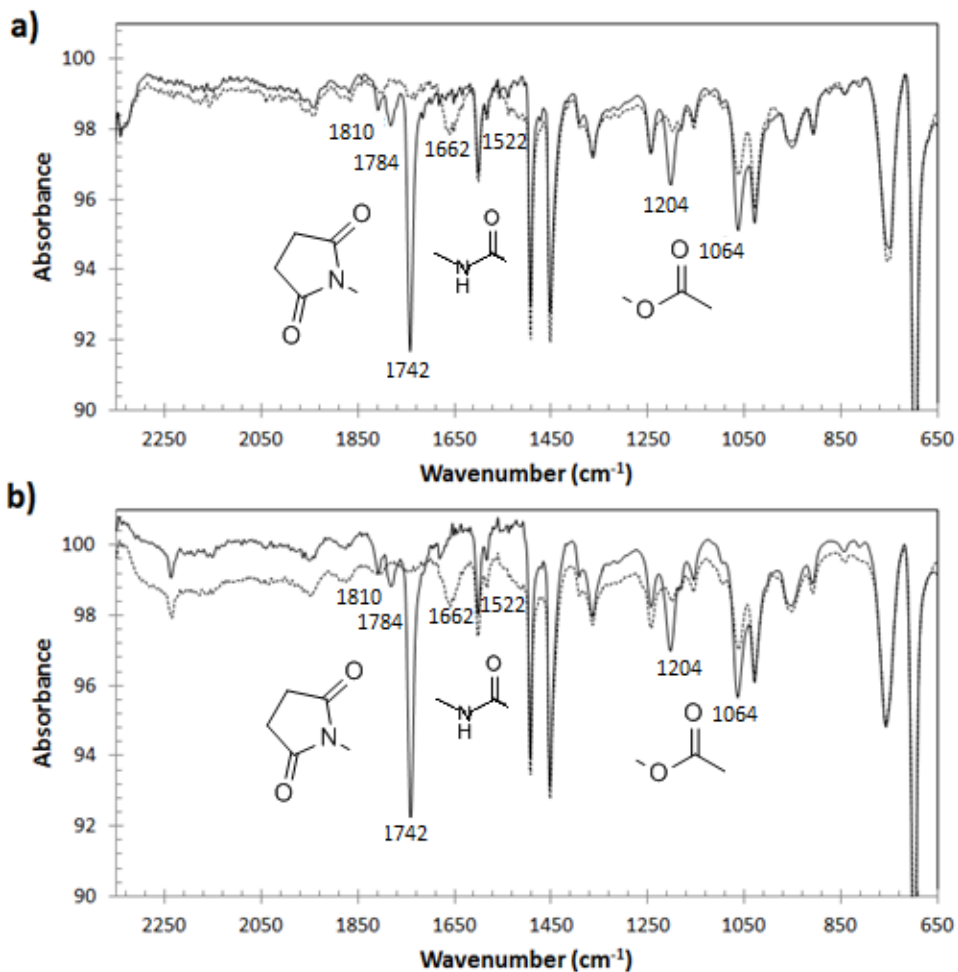 a)
100
98
96
94
92
90
Absorbance
1810
1784
1742
1662
1522
1204
1064
O
N
O
O
N
H
O
O
2250 2050 1850 1650 1450 1250 1050 850 650
Wavenumber (cm⁻¹)
b)
100
98
96
94
92
90
Absorbance
1810
1784
1742
1662
1522
1204
1064
O
N
O
O
N
H
O
O
2250 2050 1850 1650 1450 1250 1050 850 650
Wavenumber (cm⁻¹)